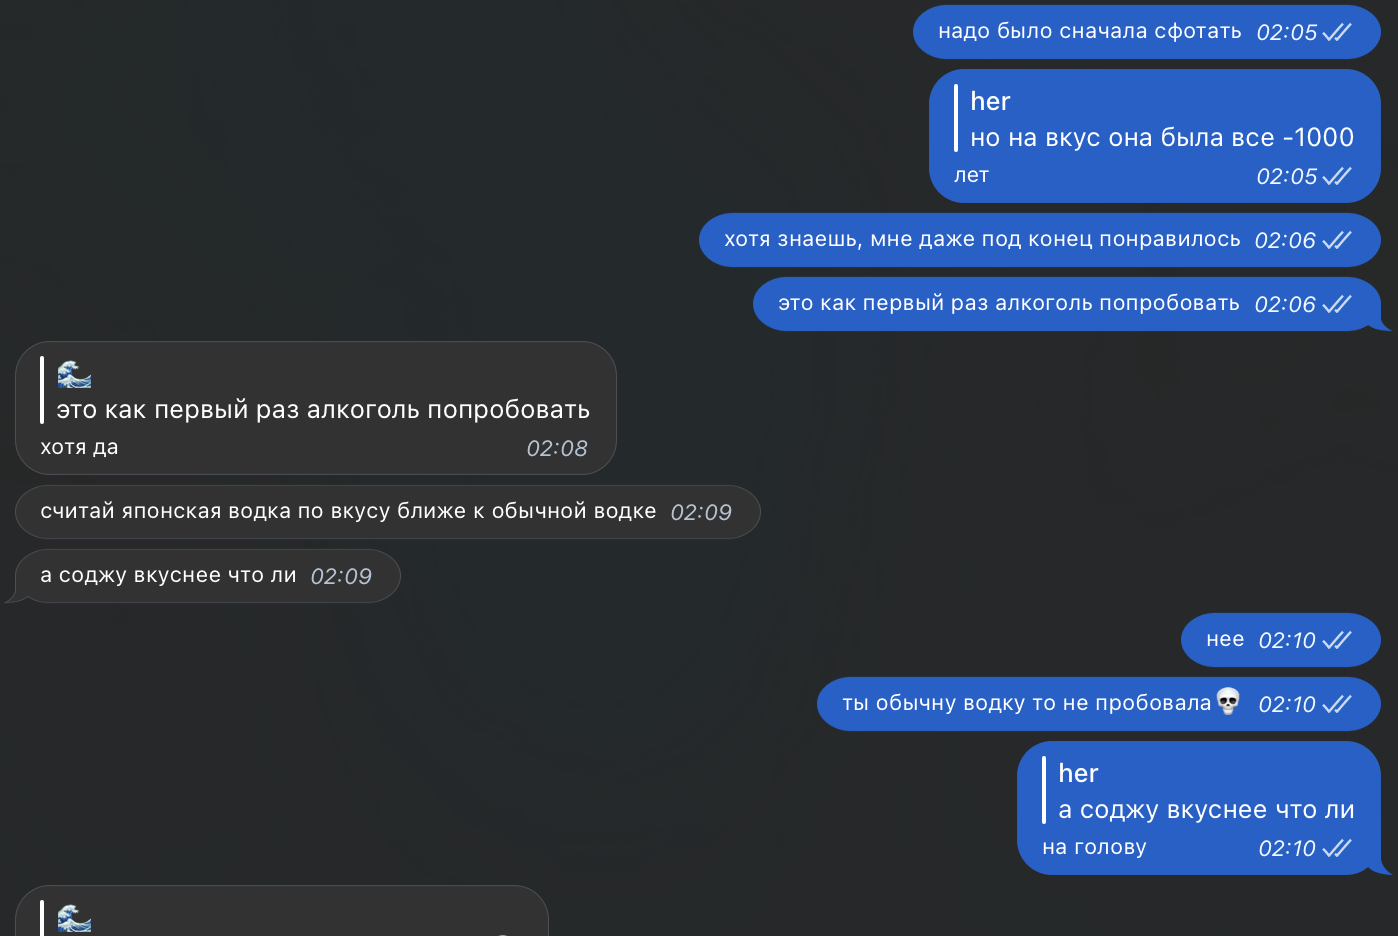 надо было сначала сфотать 02:05
her
но на вкус она была все -1000
лет 02:05
хотя знаешь, мне даже под конец понравилось 02:06
это как первый раз алкоголь попробовать 02:06
🌊
это как первый раз алкоголь попробовать
хотя да 02:08
считай японская водка по вкусу ближе к обычной водке 02:09
а соджу вкуснее что ли 02:09
нее 02:10
ты обычну водку то не пробовала💀 02:10
her
а соджу вкуснее что ли
на голову 02:10
🌊